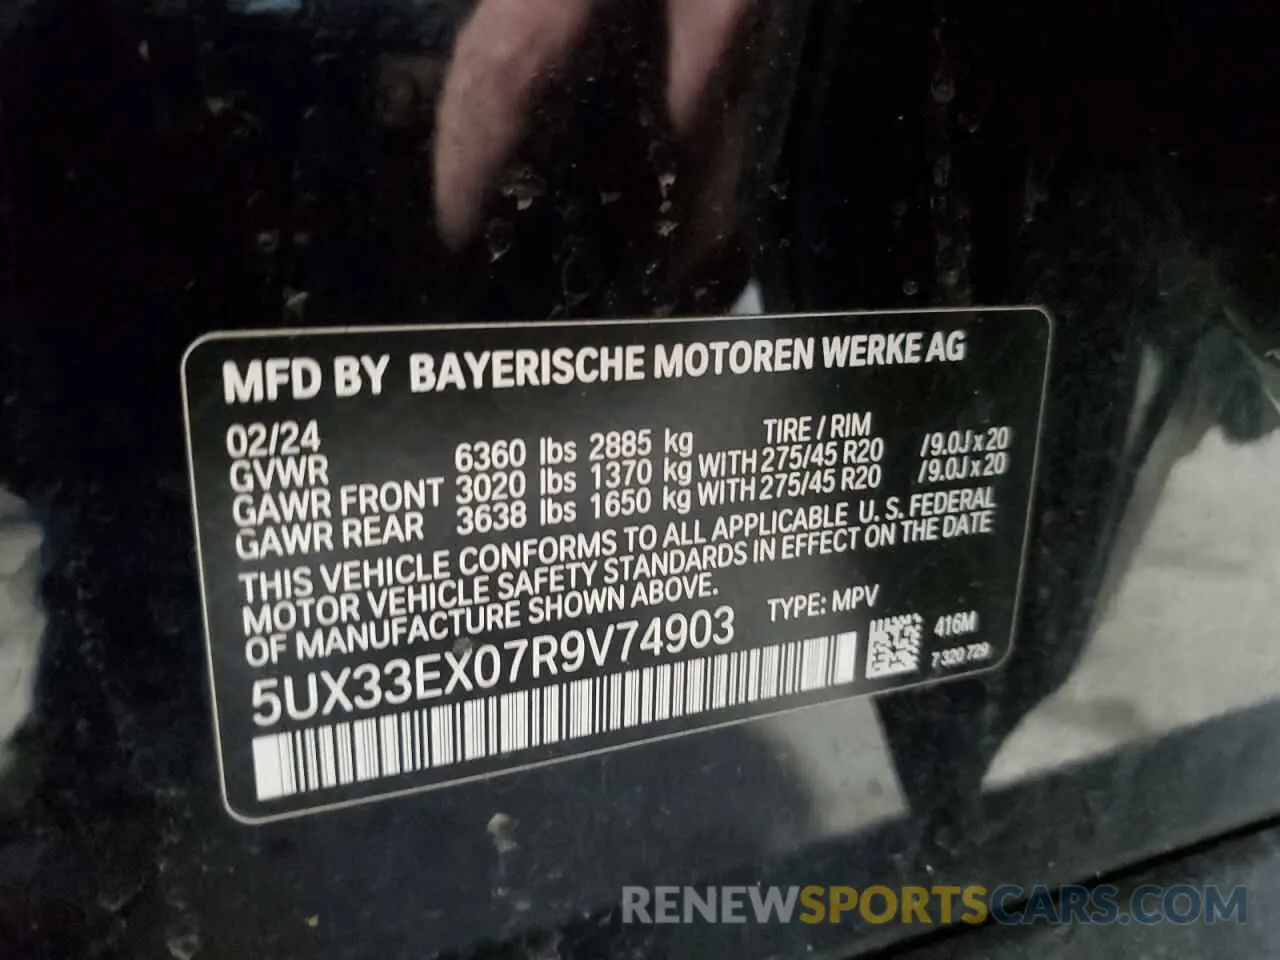 MFD BY BAYERISCHE MOTOREN WERKE AG
02/24 TIRE / RIM
GVWR 6360 lbs 2885 kg
GAWR FRONT 3020 lbs 1370 kg WITH 275/45 R20 /9.0J x 20
GAWR REAR 3638 lbs 1650 kg WITH 275/45 R20 /9.0J x 20
THIS VEHICLE CONFORMS TO ALL APPLICABLE U.S. FEDERAL
MOTOR VEHICLE SAFETY STANDARDS IN EFFECT ON THE DATE
OF MANUFACTURE SHOWN ABOVE.
5UX33EX07R9V74903 TYPE: MPV
416M
7 320 729
RENEWSPORTSCARS.COM